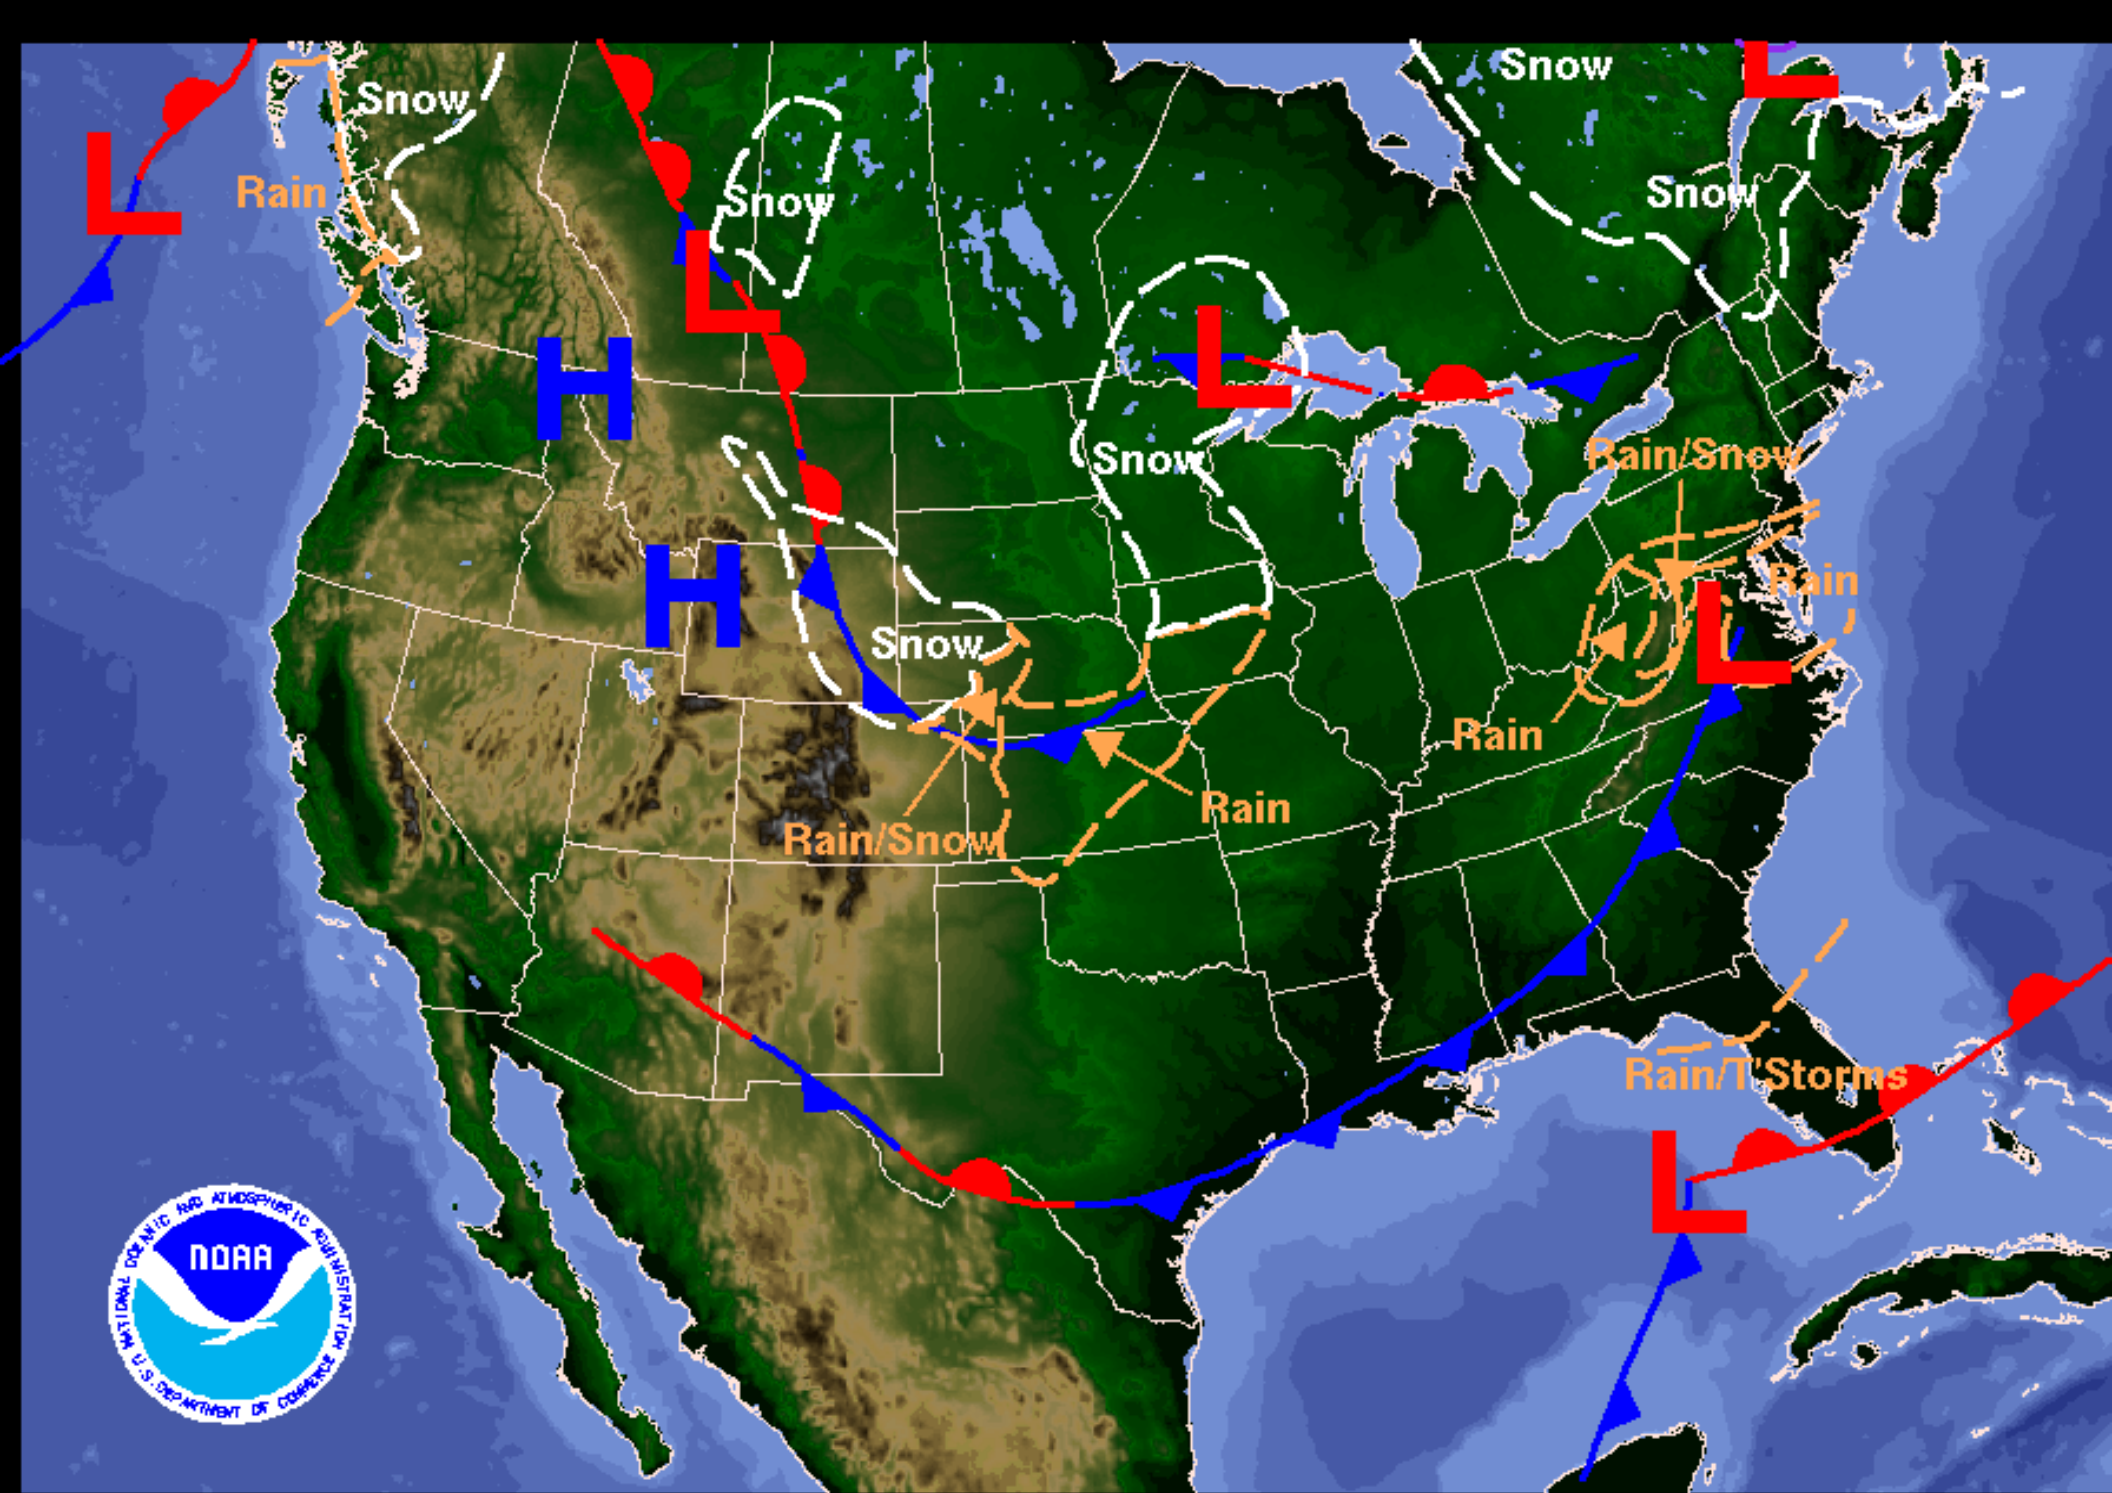 Snow
L
Snow
L
Rain
Snow
Snow
L
H
L
Rain/Snow
Snow
H
Rain
L
Snow
Rain
Rain
Rain/Snow
Rain/T'Storms
L
NATIONAL OCEANIC AND ATMOSPHERIC ADMINISTRATION
NOAA
U.S. DEPARTMENT OF COMMERCE